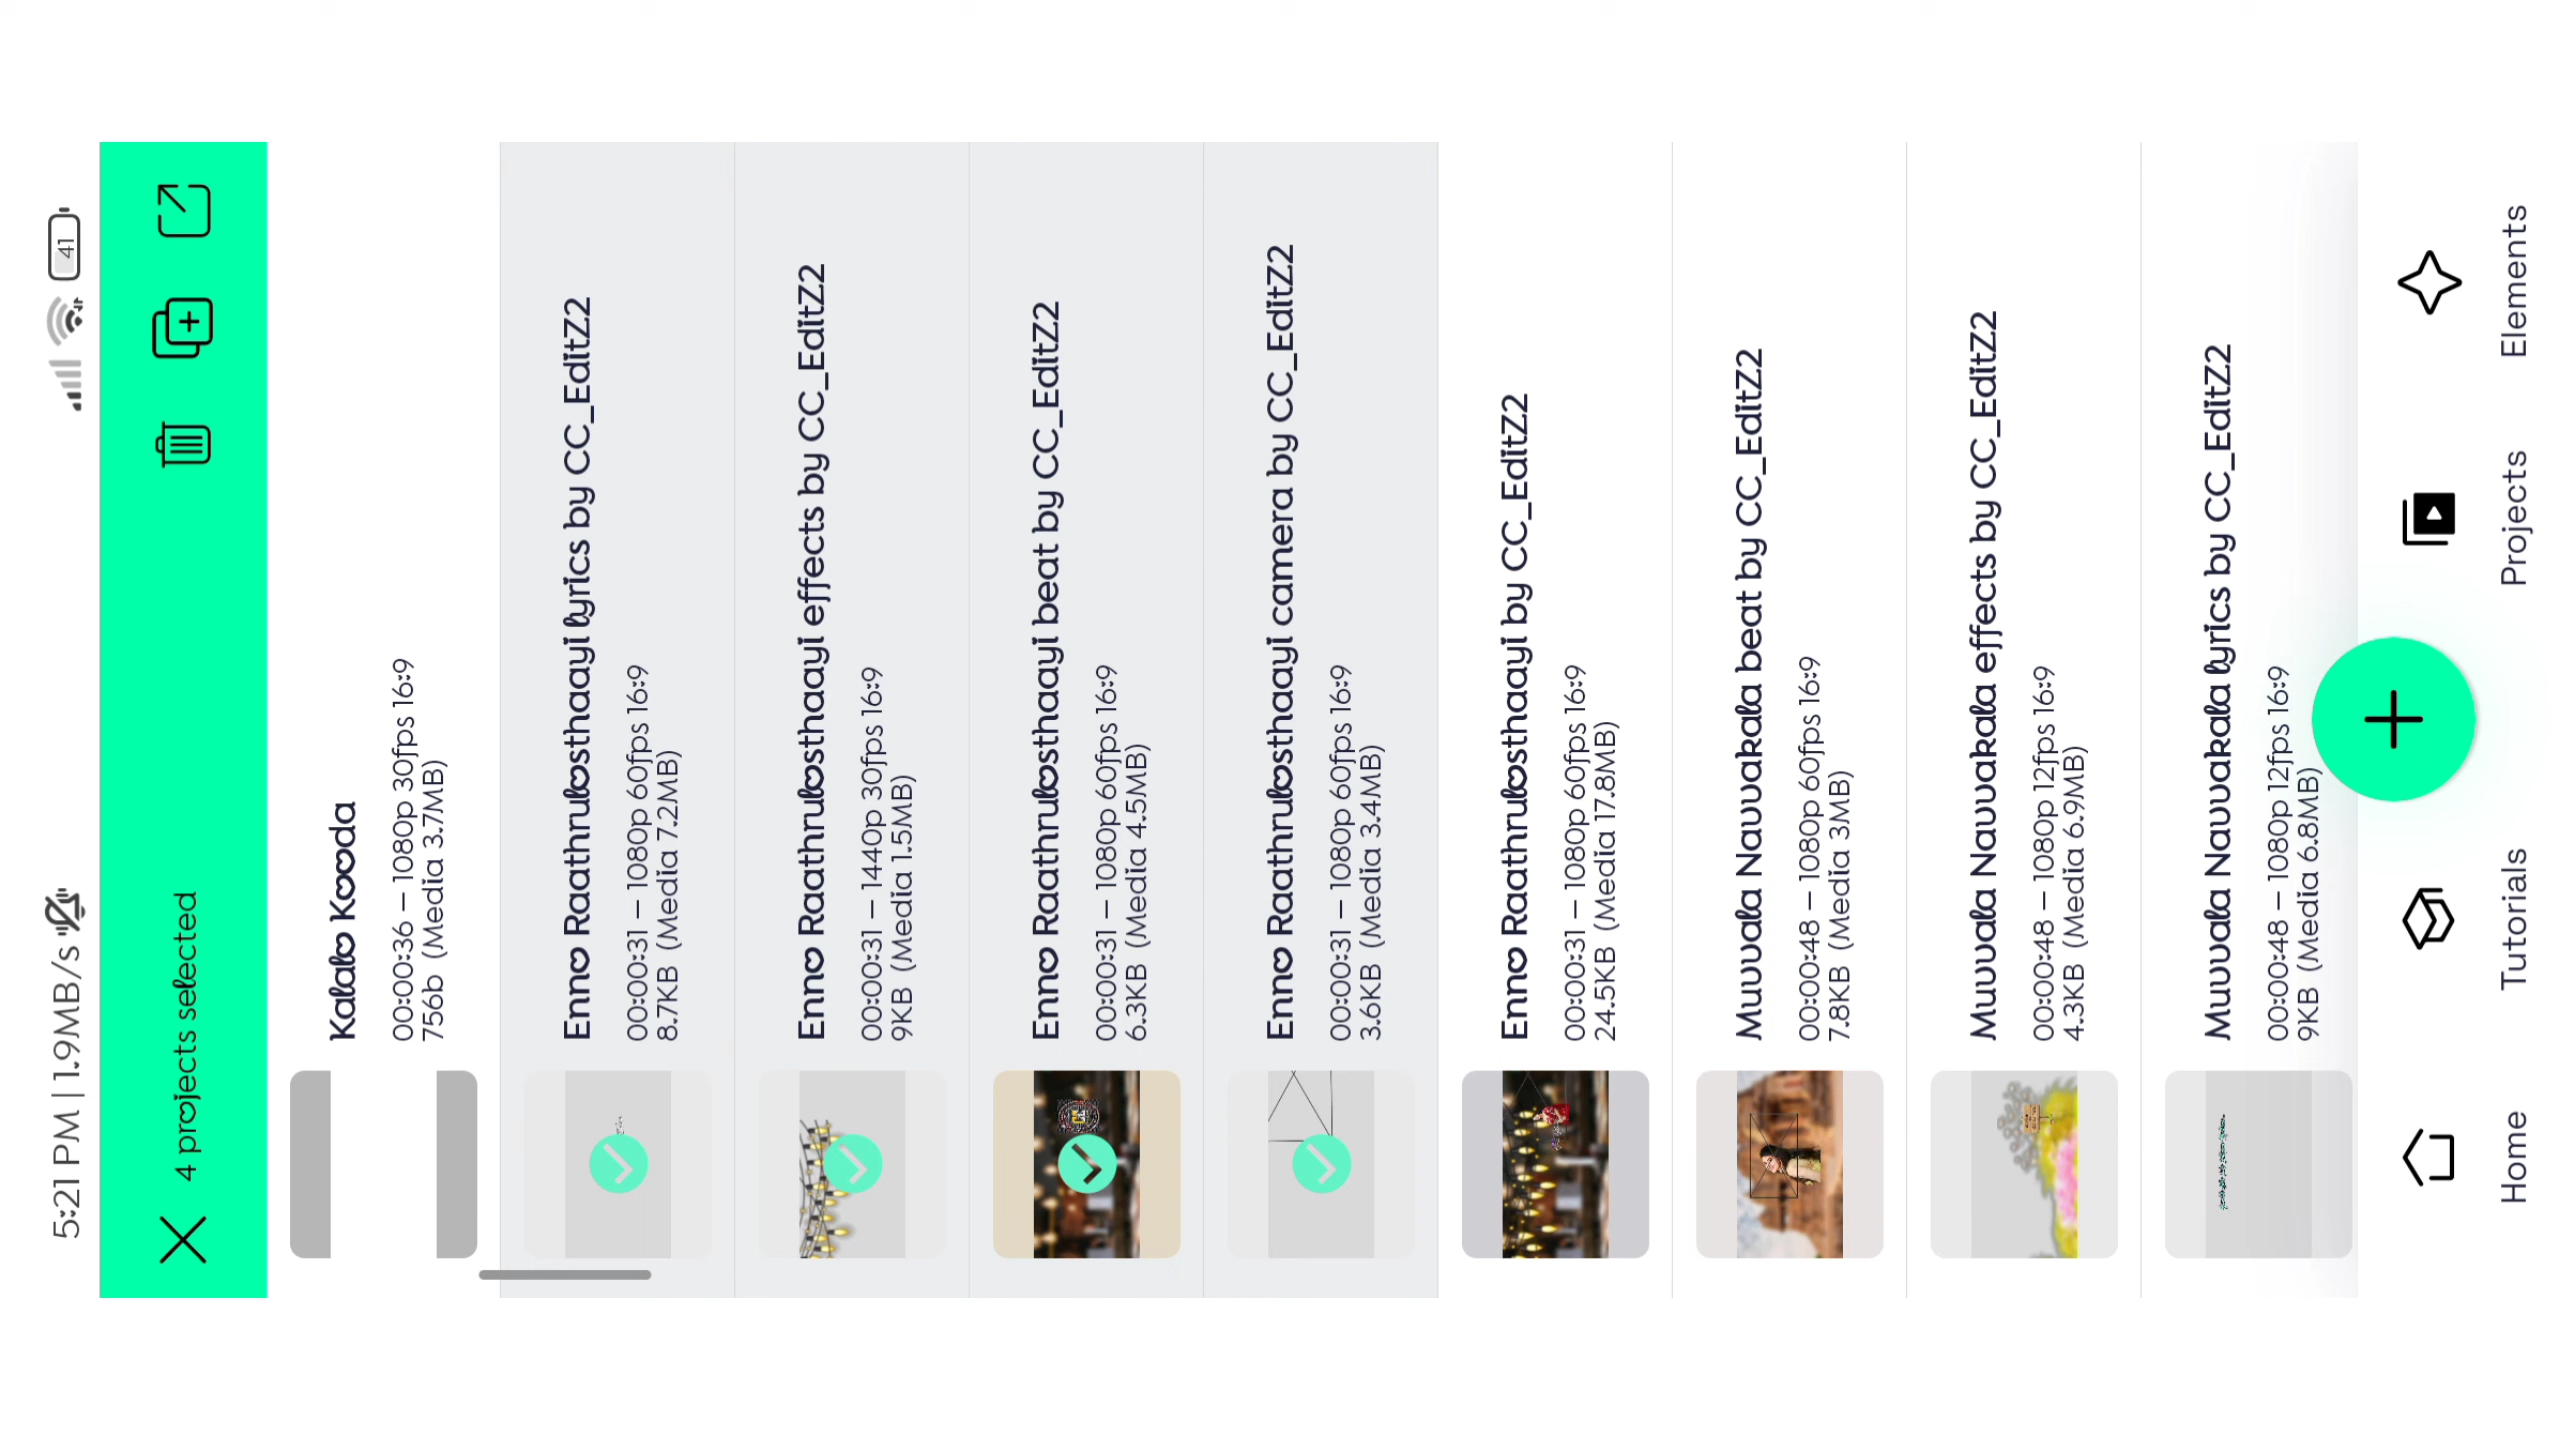 5:21 PM | 1.9MB/s
41
4 projects selected
Kalalo Kooda
00:00:36 – 1080p 30fps 16:9
756b (Media 3.7MB)
Enno Raathrulosthaayi lyrics by CC_EditZ2
00:00:31 – 1080p 60fps 16:9
8.7KB (Media 7.2MB)
Enno Raathrulosthaayi effects by CC_EditZ2
00:00:31 – 1440p 30fps 16:9
9KB (Media 1.5MB)
Enno Raathrulosthaayi beat by CC_EditZ2
00:00:31 – 1080p 60fps 16:9
6.3KB (Media 4.5MB)
Enno Raathrulosthaayi camera by CC_EditZ2
00:00:31 – 1080p 60fps 16:9
3.6KB (Media 3.4MB)
Enno Raathrulosthaayi by CC_EditZ2
00:00:31 – 1080p 60fps 16:9
24.5KB (Media 17.8MB)
Muvvala Navvakala beat by CC_EditZ2
00:00:48 – 1080p 60fps 16:9
7.8KB (Media 3MB)
Muvvala Navvakala effects by CC_EditZ2
00:00:48 – 1080p 12fps 16:9
4.3KB (Media 6.9MB)
Muvvala Navvakala lyrics by CC_EditZ2
00:00:48 – 1080p 12fps 16:9
9KB (Media 6.8MB)
Home
Tutorials
Projects
Elements